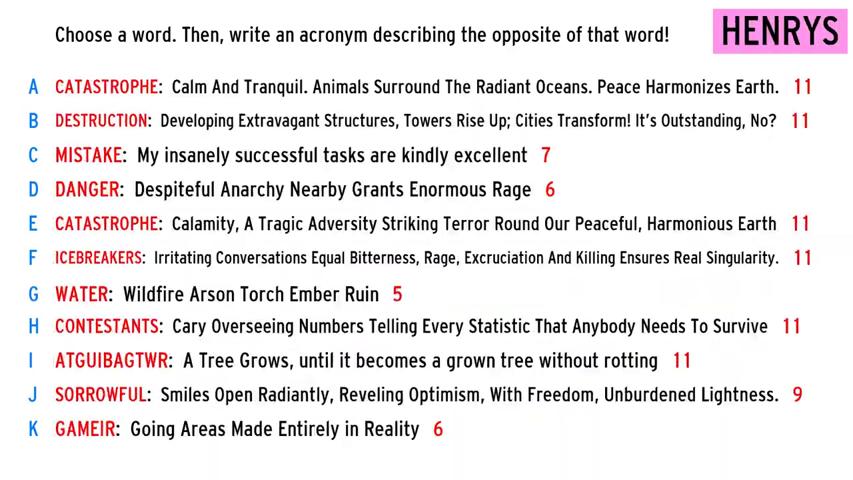 Choose a word. Then, write an acronym describing the opposite of that word!
HENRYS
A CATASTROPHE: Calm And Tranquil. Animals Surround The Radiant Oceans. Peace Harmonizes Earth. 11
B DESTRUCTION: Developing Extravagant Structures, Towers Rise Up; Cities Transform! It's Outstanding, No? 11
C MISTAKE: My insanely successful tasks are kindly excellent 7
D DANGER: Despiteful Anarchy Nearby Grants Enormous Rage 6
E CATASTROPHE: Calamity, A Tragic Adversity Striking Terror Round Our Peaceful, Harmonious Earth 11
F ICEBREAKERS: Irritating Conversations Equal Bitterness, Rage, Excruciation And Killing Ensures Real Singularity. 11
G WATER: Wildfire Arson Torch Ember Ruin 5
H CONTESTANTS: Cary Overseeing Numbers Telling Every Statistic That Anybody Needs To Survive 11
I ATGUIBAGTWR: A Tree Grows, until it becomes a grown tree without rotting 11
J SORROWFUL: Smiles Open Radiantly, Reveling Optimism, With Freedom, Unburdened Lightness. 9
K GAMEIR: Going Areas Made Entirely in Reality 6